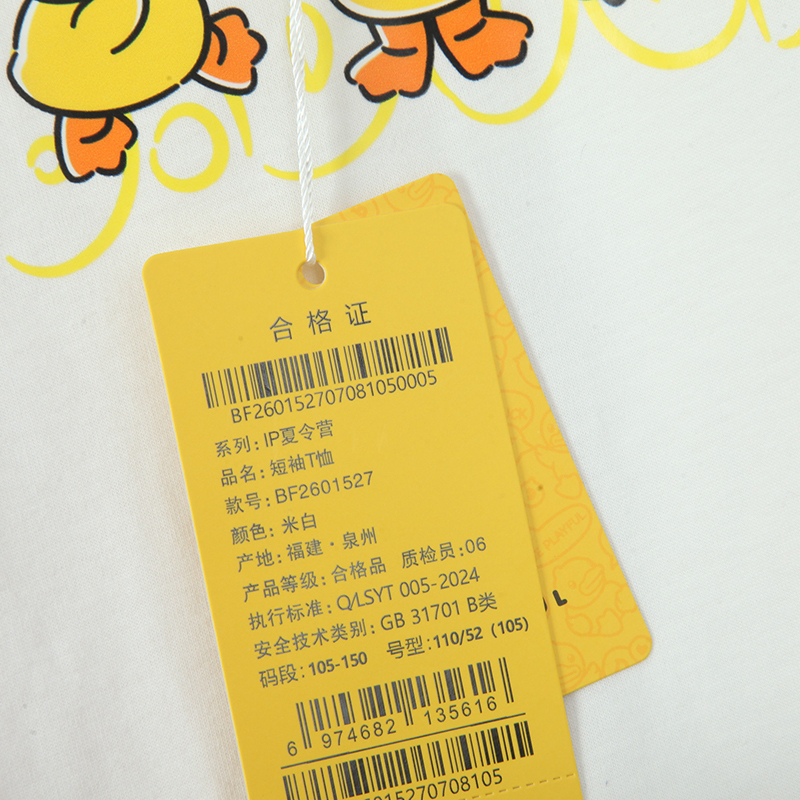 合格证
BF260152707081050005
系列: IP夏令营
品名: 短袖T恤
款号: BF2601527
颜色: 米白
产地: 福建·泉州
产品等级: 合格品 质检员: 06
执行标准: Q/LSYT 005-2024
安全技术类别: GB 31701 B类
码段: 105-150 号型: 110/52 (105)
6 974682 135616